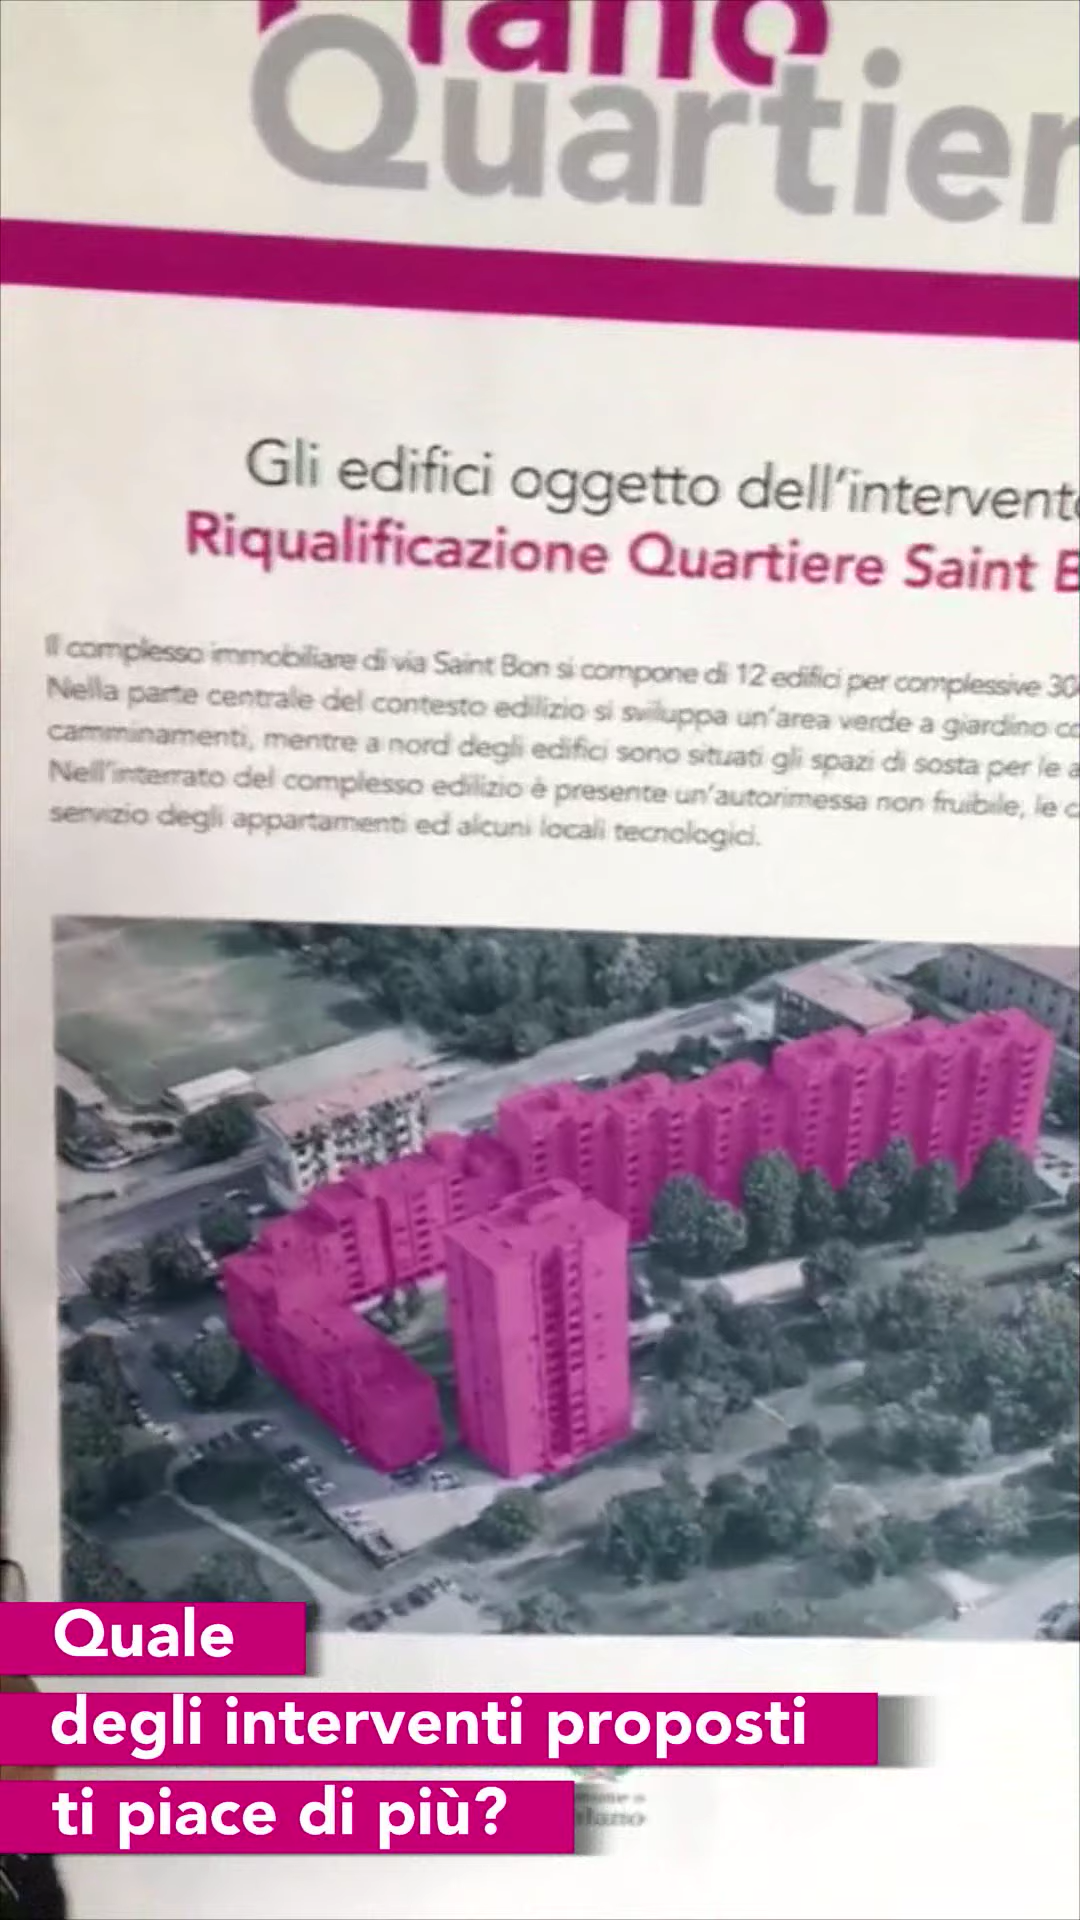 Quartier
Gli edifici oggetto dell'intervento
Riqualificazione Quartiere Saint B
Il complesso immobiliare di via Saint Bon si compone di 12 edifici per complessive 30
Nella parte centrale del contesto edilizio si sviluppa un'area verde a giardino co
camminamenti, mentre a nord degli edifici sono situati gli spazi di sosta per le a
Nell'interrato del complesso edilizio è presente un'autorimessa non fruibile, le c
servizio degli appartamenti ed alcuni locali tecnologici.
Quale
degli interventi proposti
ti piace di più?